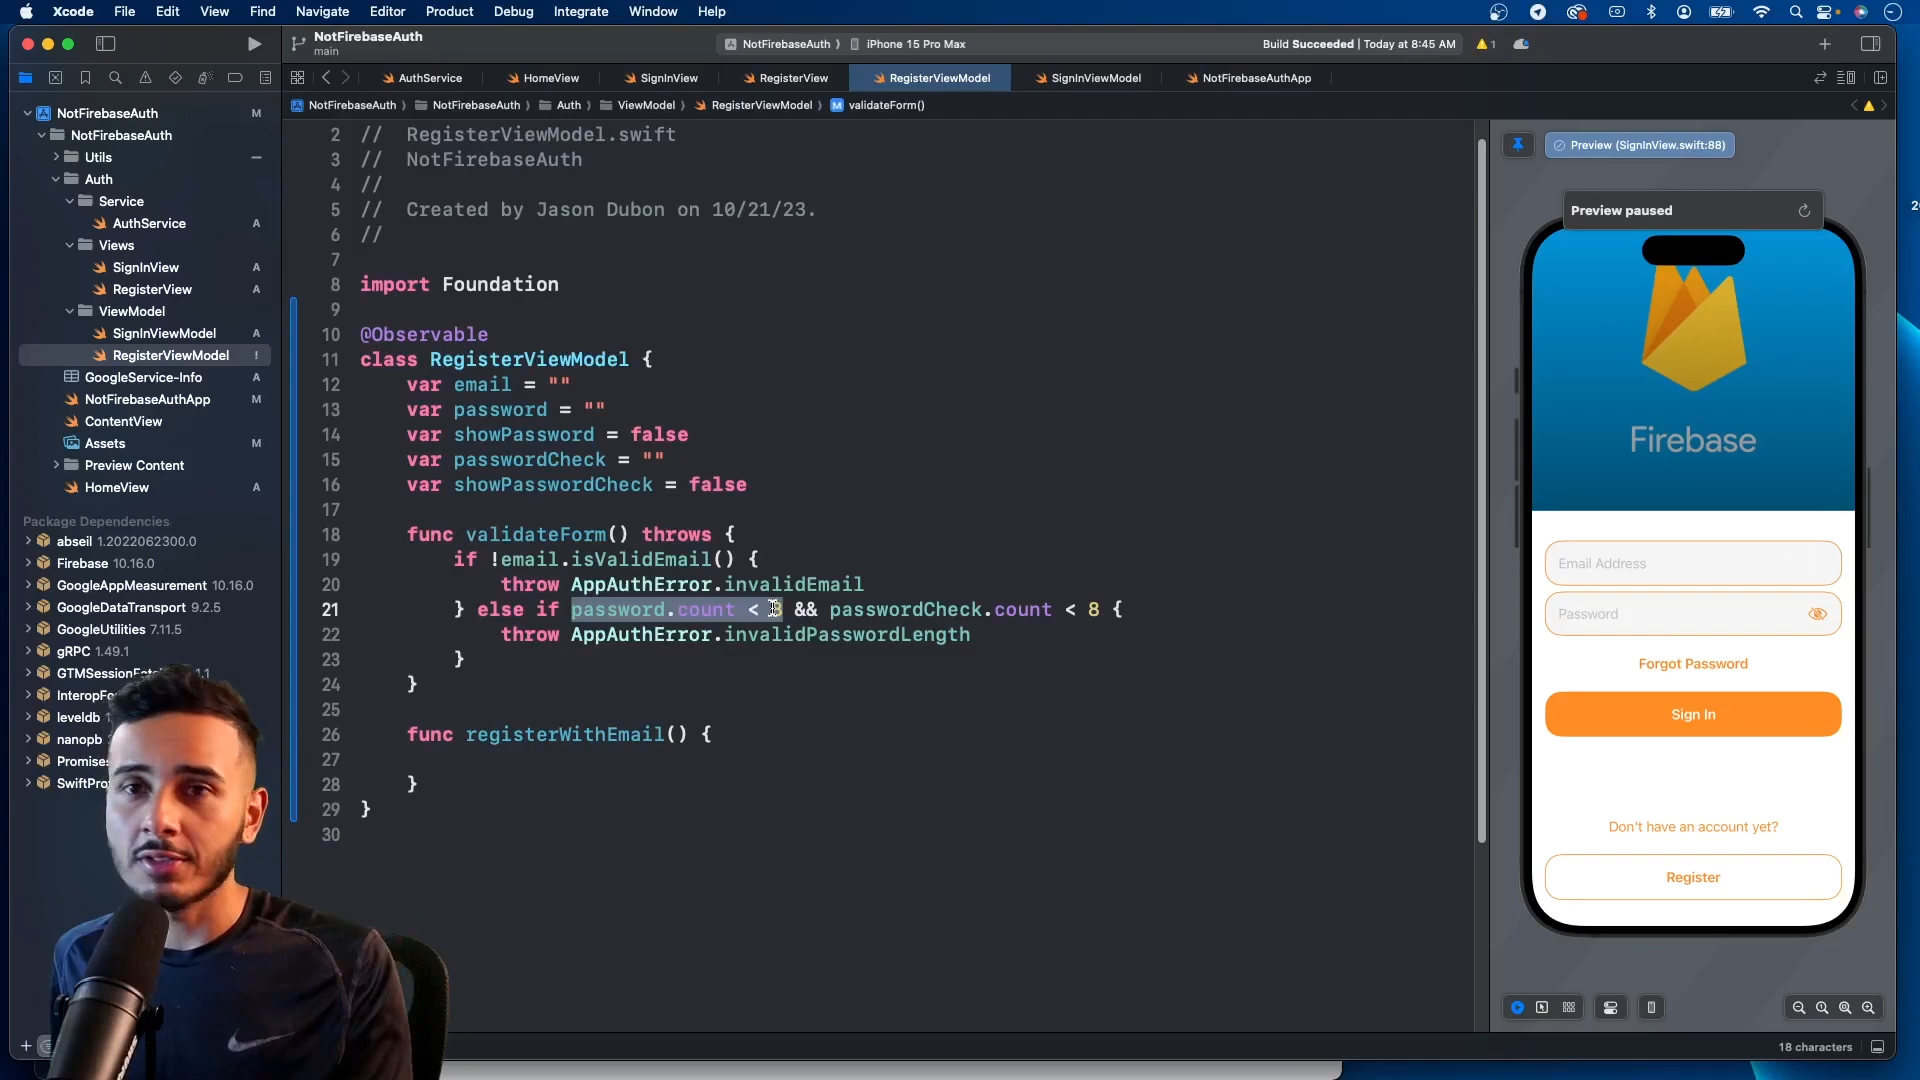 Xcode File Edit View Find Navigate Editor Product Debug Integrate Window Help
NotFirebaseAuth
main
NotFirebaseAuth iPhone 15 Pro Max
Build Succeeded | Today at 8:45 AM
1
AuthService HomeView SignInView RegisterView RegisterViewModel SignInViewModel NotFirebaseAuthApp
NotFirebaseAuth NotFirebaseAuth Auth ViewModel RegisterViewModel M validateForm()
NotFirebaseAuth M
NotFirebaseAuth
Utils
Auth
Service
AuthService A
Views
SignInView A
RegisterView A
ViewModel
SignInViewModel A
RegisterViewModel !
GoogleService-Info A
NotFirebaseAuthApp M
ContentView
Assets M
Preview Content
HomeView A
Package Dependencies
abseil 1.2022062300.0
Firebase 10.16.0
GoogleAppMeasurement 10.16.0
GoogleDataTransport 9.2.5
GoogleUtilities 7.11.5
gRPC 1.49.1
leveldb
nanopb
Promises
2 // RegisterViewModel.swift
3 // NotFirebaseAuth
4 //
5 // Created by Jason Dubon on 10/21/23.
6 //
7
8 import Foundation
9
10 @Observable
11 class RegisterViewModel {
12 var email = ""
13 var password = ""
14 var showPassword = false
15 var passwordCheck = ""
16 var showPasswordCheck = false
17
18 func validateForm() throws {
19 if !email.isValidEmail() {
20 throw AppAuthError.invalidEmail
21 } else if password.count < 8 && passwordCheck.count < 8 {
22 throw AppAuthError.invalidPasswordLength
23 }
24 }
25
26 func registerWithEmail() {
27
28 }
29 }
30
Preview (SignInView.swift:88)
Preview paused
Firebase
Email Address
Password
Forgot Password
Sign In
Don't have an account yet?
Register
18 characters